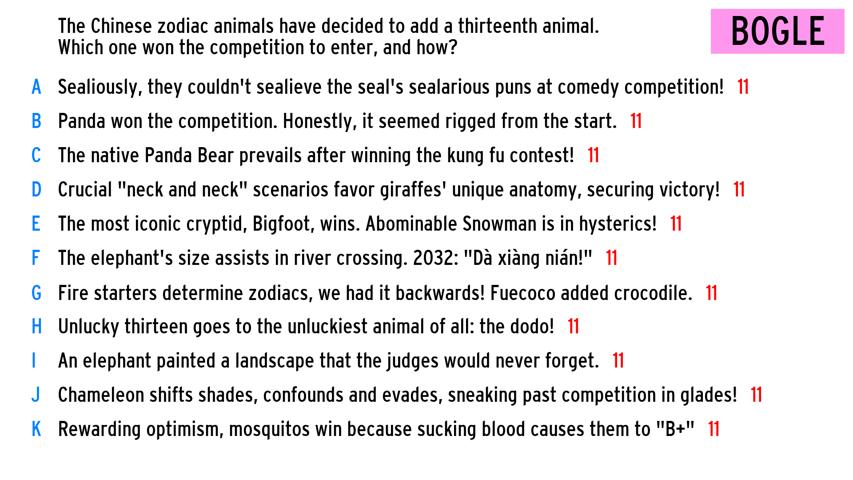 The Chinese zodiac animals have decided to add a thirteenth animal.
Which one won the competition to enter, and how?
BOGLE
A Sealiously, they couldn't sealieve the seal's sealarious puns at comedy competition! 11
B Panda won the competition. Honestly, it seemed rigged from the start. 11
C The native Panda Bear prevails after winning the kung fu contest! 11
D Crucial "neck and neck" scenarios favor giraffes' unique anatomy, securing victory! 11
E The most iconic cryptid, Bigfoot, wins. Abominable Snowman is in hysterics! 11
F The elephant's size assists in river crossing. 2032: "Dà xiàng nián!" 11
G Fire starters determine zodiacs, we had it backwards! Fuecoco added crocodile. 11
H Unlucky thirteen goes to the unluckiest animal of all: the dodo! 11
I An elephant painted a landscape that the judges would never forget. 11
J Chameleon shifts shades, confounds and evades, sneaking past competition in glades! 11
K Rewarding optimism, mosquitos win because sucking blood causes them to "B+" 11